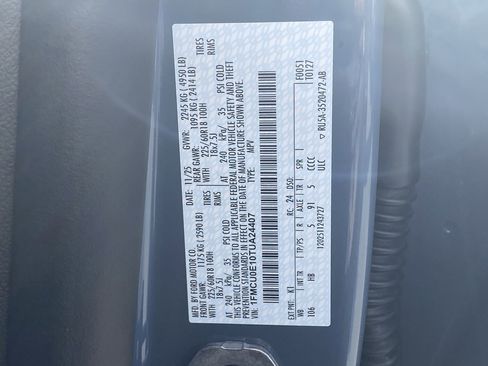 MFD. BY FORD MOTOR CO.
DATE: 11/25 GVWR: 2245 KG ( 4950 LB)
FRONT GAWR: 1175 KG ( 2590 LB) REAR GAWR: 1095 KG ( 2414 LB)
WITH 225/60R18 100H TIRES WITH 225/60R18 100H TIRES
18x7.5J RIMS 18x7.5J RIMS
AT 240 kPa/ 35 PSI COLD AT 240 kPa/ 35 PSI COLD
THIS VEHICLE CONFORMS TO ALL APPLICABLE FEDERAL MOTOR VEHICLE SAFETY AND THEFT
PREVENTION STANDARDS IN EFFECT ON THE DATE OF MANUFACTURE SHOWN ABOVE.
VIN: 1FMCU0E10TUA24407 TYPE: MPV
F0051
T0127
EXT PNT: K1 RC: 24 DSO:
WB INT TR TP/PS R AXLE TR SPR
106 HB 5 91 5 CCCC
120251124372? ULC
RU5A-3520472-AB